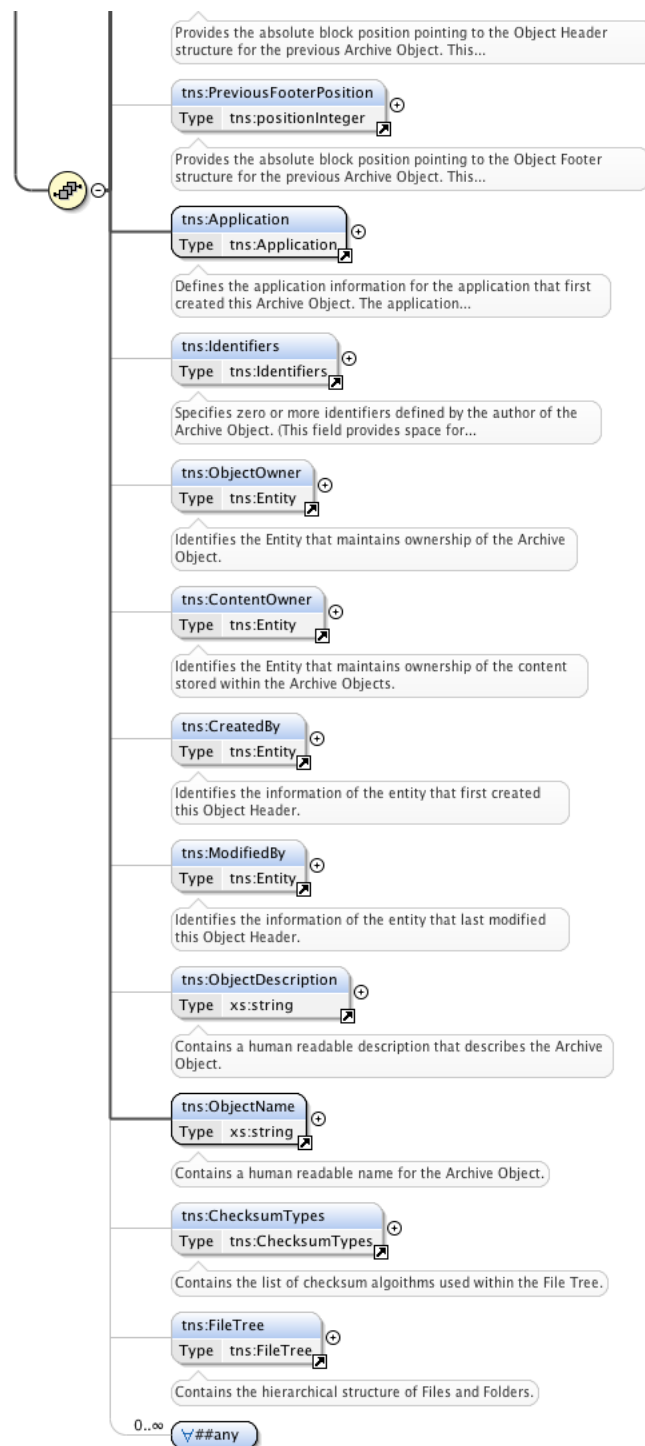 Provides the absolute block position pointing to the Object Header
structure for the previous Archive Object. This...
tns:PreviousFooterPosition
Type tns:positionInteger
Provides the absolute block position pointing to the Object Footer
structure for the previous Archive Object. This...
tns:Application
Type tns:Application
Defines the application information for the application that first
created this Archive Object. The application...
tns:Identifiers
Type tns:Identifiers
Specifies zero or more identifiers defined by the author of the
Archive Object. (This field provides space for...
tns:ObjectOwner
Type tns:Entity
Identifies the Entity that maintains ownership of the Archive
Object.
tns:ContentOwner
Type tns:Entity
Identifies the Entity that maintains ownership of the content
stored within the Archive Objects.
tns:CreatedBy
Type tns:Entity
Identifies the information of the entity that first created
this Object Header.
tns:ModifiedBy
Type tns:Entity
Identifies the information of the entity that last modified
this Object Header.
tns:ObjectDescription
Type xs:string
Contains a human readable description that describes the Archive
Object.
tns:ObjectName
Type xs:string
Contains a human readable name for the Archive Object.
tns:ChecksumTypes
Type tns:ChecksumTypes
Contains the list of checksum algoithms used within the File Tree.
tns:FileTree
Type tns:FileTree
Contains the hierarchical structure of Files and Folders.
0..∞ ∀##any